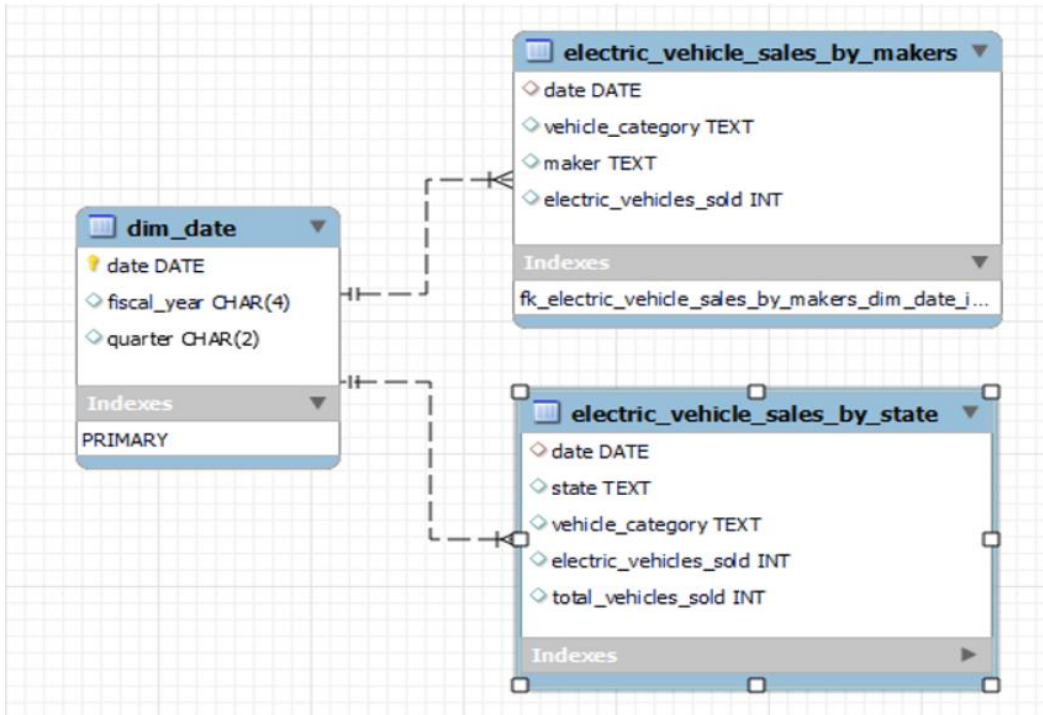 electric_vehicle_sales_by_makers
date DATE
vehicle_category TEXT
maker TEXT
electric_vehicles_sold INT
Indexes
fk_electric_vehicle_sales_by_makers_dim_date_i...
dim_date
date DATE
fiscal_year CHAR(4)
quarter CHAR(2)
Indexes
PRIMARY
electric_vehicle_sales_by_state
date DATE
state TEXT
vehicle_category TEXT
electric_vehicles_sold INT
total_vehicles_sold INT
Indexes